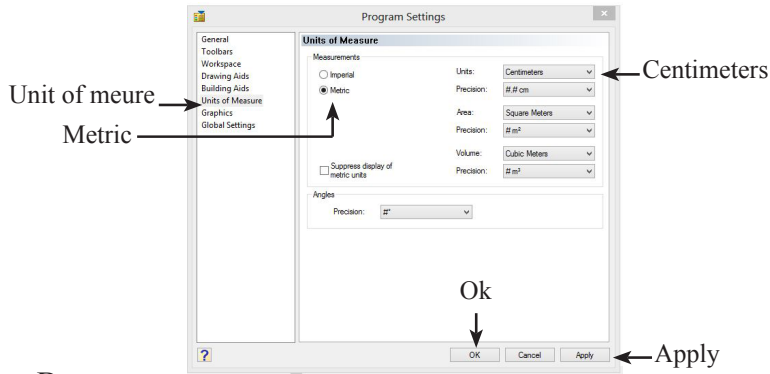 Program Settings
General
Toolbars
Workspace
Drawing Aids
Building Aids
Units of Measure
Graphics
Global Settings
Units of Measure
Measurements
Imperial
Metric
Units: Centimeters
Precision: #.# cm
Area: Square Meters
Precision: # m²
Volume: Cubic Meters
Precision: # m³
Suppress display of
metric units
Angles
Precision: #°
OK Cancel Apply
?
Unit of meure
Metric
Centimeters
Ok
Apply